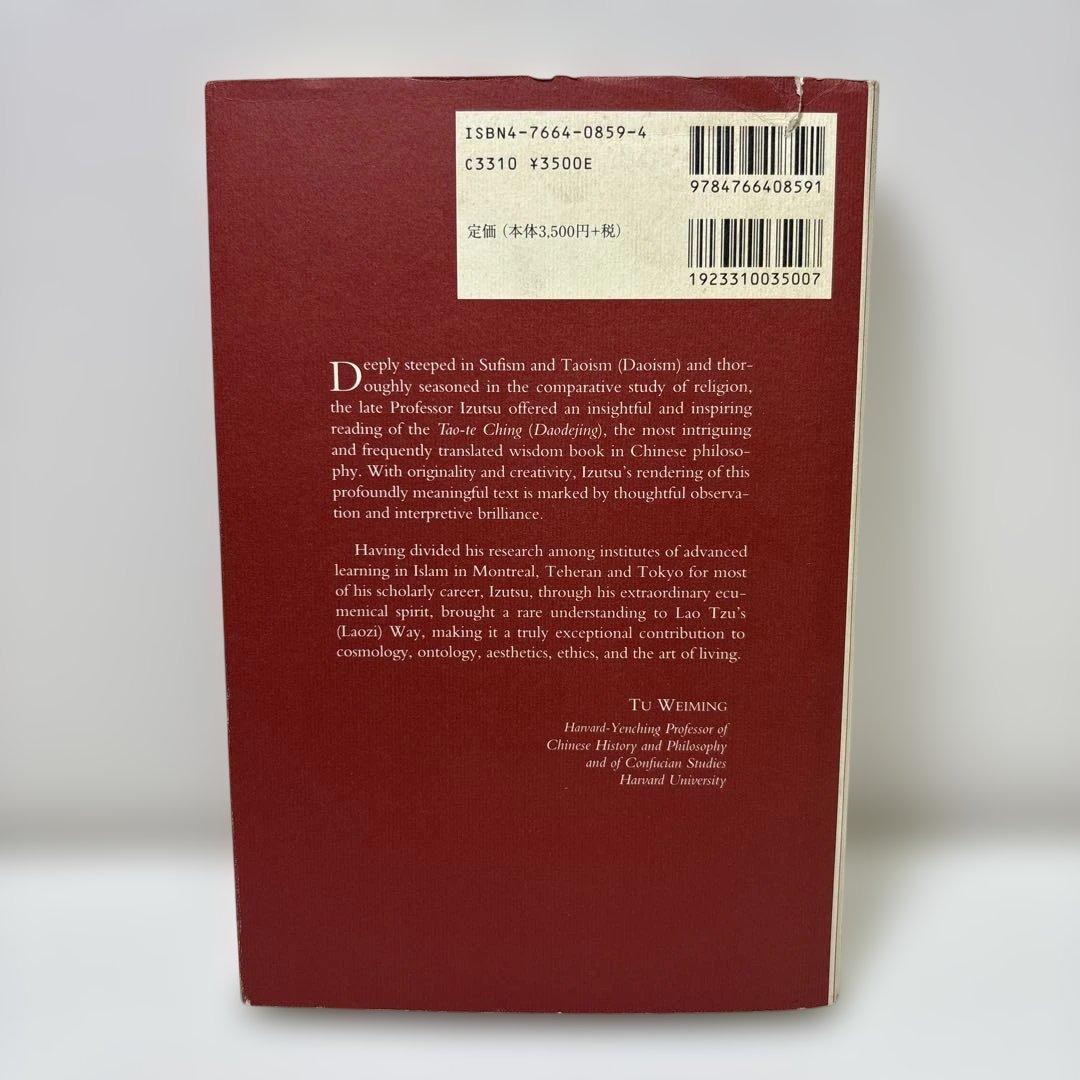 ISBN4-7664-0859-4
C3310 ¥3500E
9784766408591
定価（本体3,500円+税）
1923310035007
Deeply steeped in Sufism and Taoism (Daoism) and thor-
oughly seasoned in the comparative study of religion,
the late Professor Izutsu offered an insightful and inspiring
reading of the Tao-te Ching (Daodejing), the most intriguing
and frequently translated wisdom book in Chinese philoso-
phy. With originality and creativity, Izutsu's rendering of this
profoundly meaningful text is marked by thoughtful observa-
tion and interpretive brilliance.
Having divided his research among institutes of advanced
learning in Islam in Montreal, Teheran and Tokyo for most
of his scholarly career, Izutsu, through his extraordinary ecu-
menical spirit, brought a rare understanding to Lao Tzu's
(Laozi) Way, making it a truly exceptional contribution to
cosmology, ontology, aesthetics, ethics, and the art of living.
TU WEIMING
Harvard-Yenching Professor of
Chinese History and Philosophy
and of Confucian Studies
Harvard University